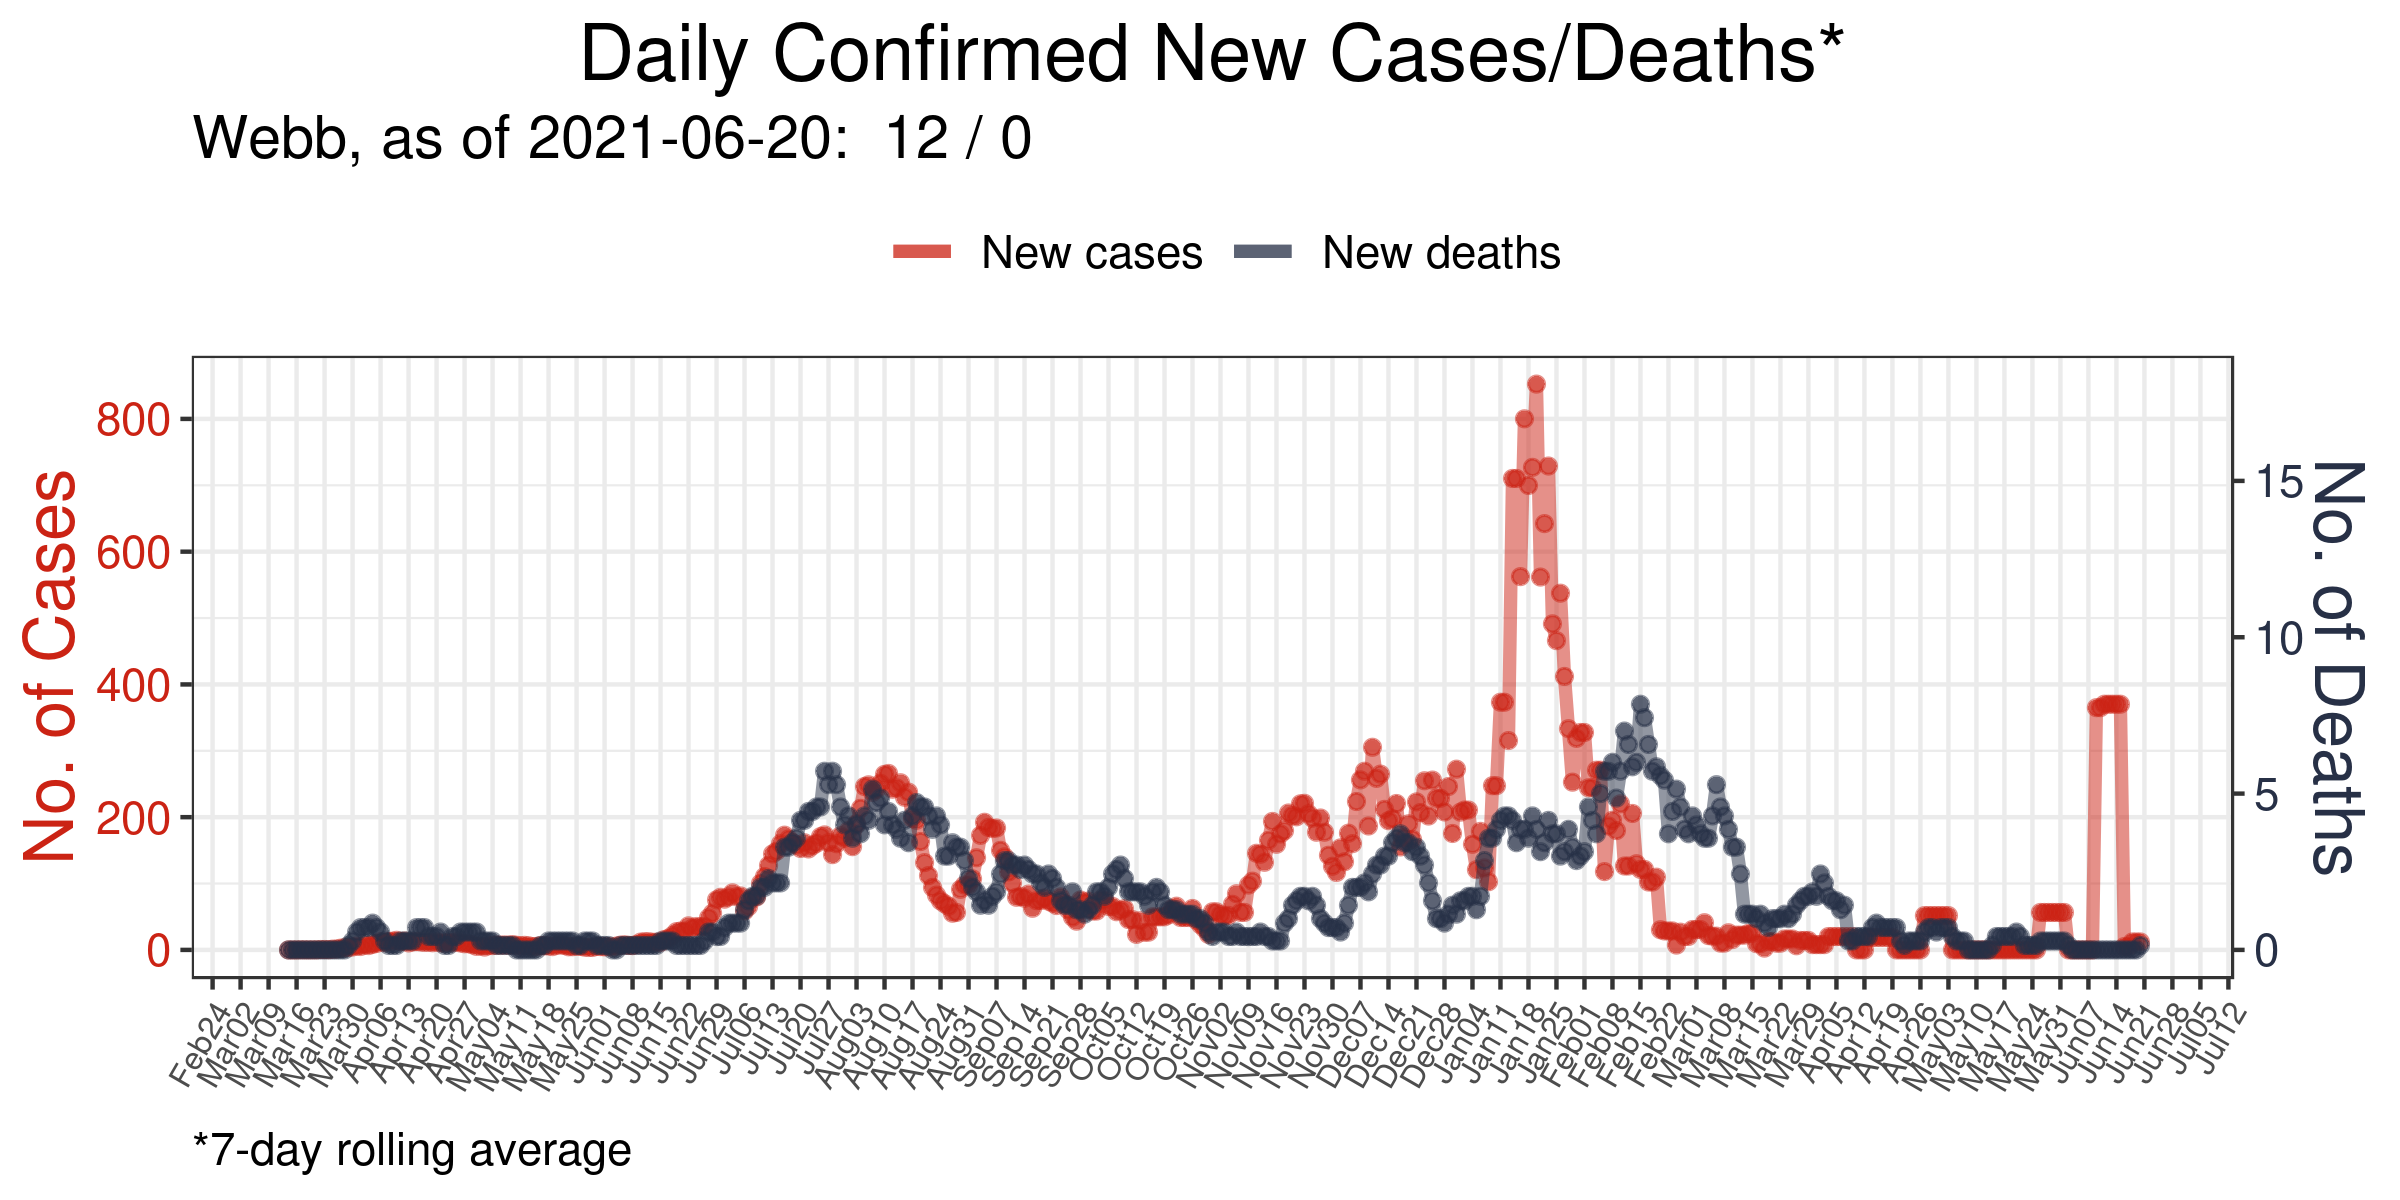 Daily Confirmed New Cases/Deaths*
Webb, as of 2021-06-20:  12 / 0
New cases
New deaths
No. of Cases
800
600
400
200
0
15
10
5
0
No. of Deaths
Feb24
Mar02
Mar09
Mar16
Mar23
Mar30
Apr06
Apr13
Apr20
Apr27
May04
May11
May18
May25
Jun01
Jun08
Jun15
Jun22
Jun29
Jul06
Jul13
Jul20
Jul27
Aug03
Aug10
Aug17
Aug24
Aug31
Sep07
Sep14
Sep21
Sep28
Oct05
Oct12
Oct19
Oct26
Nov02
Nov09
Nov16
Nov23
Nov30
Dec07
Dec14
Dec21
Dec28
Jan04
Jan11
Jan18
Jan25
Feb01
Feb08
Feb15
Feb22
Mar01
Mar08
Mar15
Mar22
Mar29
Apr05
Apr12
Apr19
Apr26
May03
May10
May17
May24
May31
Jun07
Jun14
Jun21
Jun28
Jul05
Jul12
*7-day rolling average